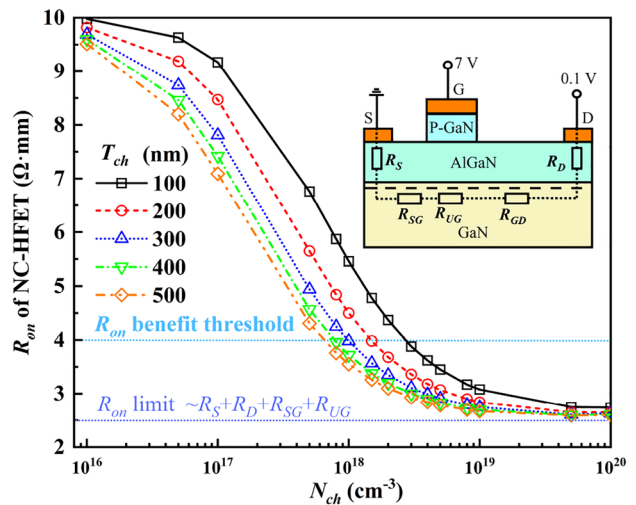 10
9
8
7
6
5
4
3
2
R_on of NC-HFET (Ω·mm)
T_ch (nm)
100
200
300
400
500
R_on benefit threshold
R_on limit ~R_S+R_D+R_SG+R_UG
7 V
0.1 V
S
G
D
P-GaN
R_S
AlGaN
R_D
R_SG
R_UG
R_GD
GaN
10^16
10^17
10^18
10^19
10^20
N_ch (cm^-3)